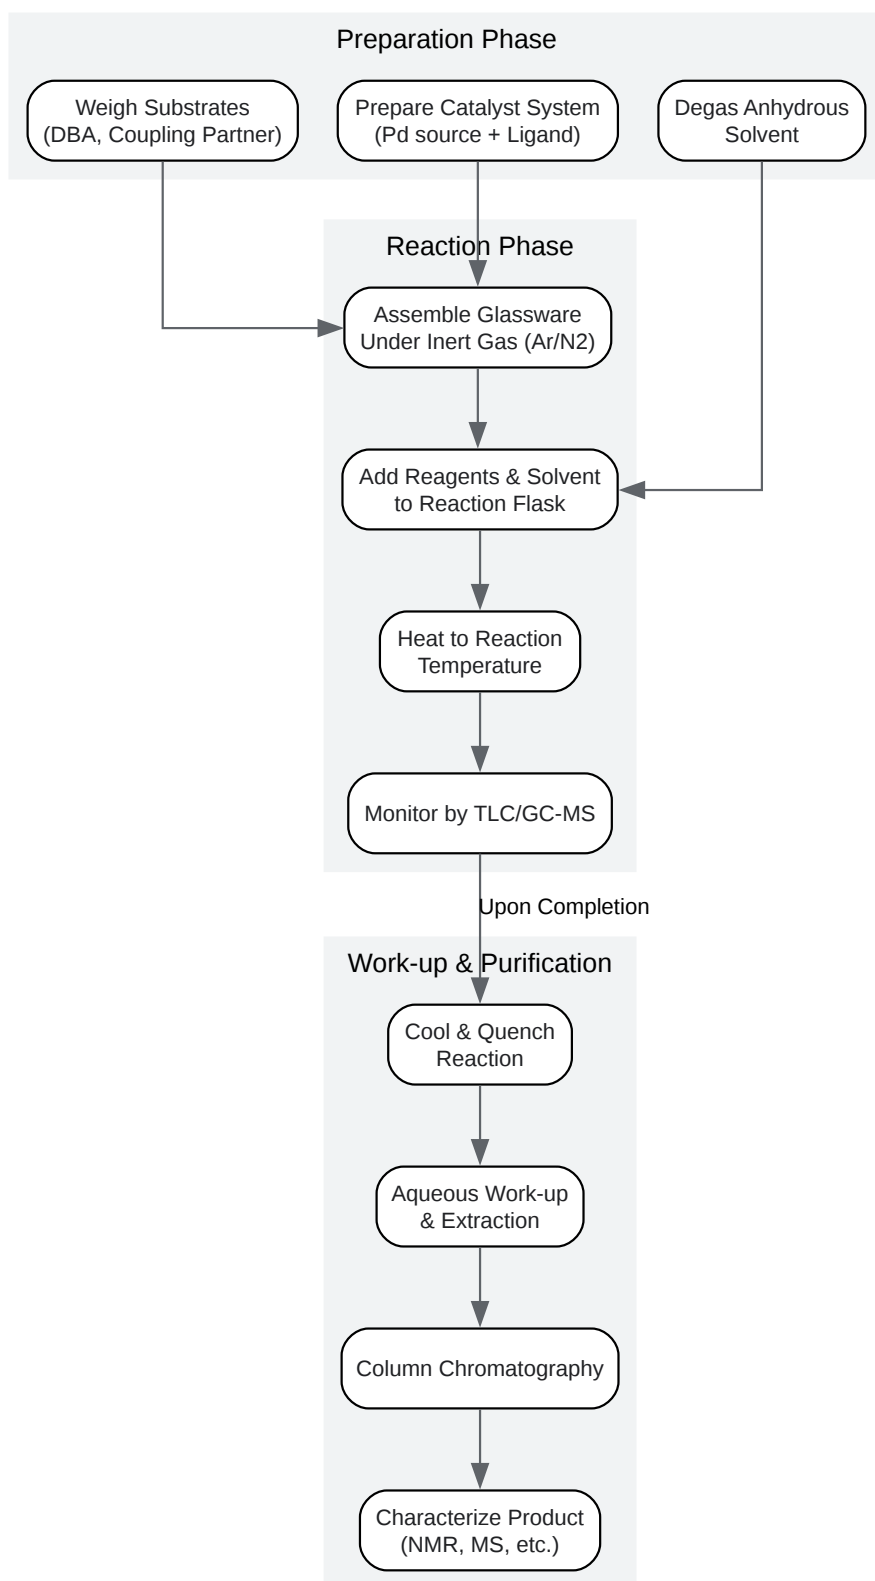 Preparation Phase
Weigh Substrates
(DBA, Coupling Partner)
Prepare Catalyst System
(Pd source + Ligand)
Degas Anhydrous
Solvent
Reaction Phase
Assemble Glassware
Under Inert Gas (Ar/N2)
Add Reagents & Solvent
to Reaction Flask
Heat to Reaction
Temperature
Monitor by TLC/GC-MS
Upon Completion
Work-up & Purification
Cool & Quench
Reaction
Aqueous Work-up
& Extraction
Column Chromatography
Characterize Product
(NMR, MS, etc.)